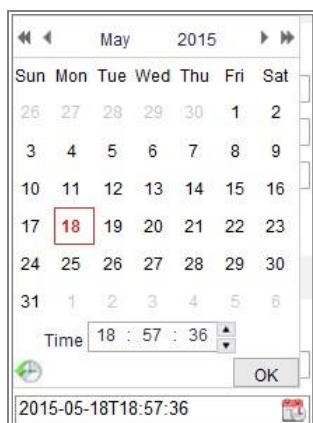 May 2015
Sun Mon Tue Wed Thu Fri Sat
26 27 28 29 30 1 2
3 4 5 6 7 8 9
10 11 12 13 14 15 16
17 18 19 20 21 22 23
24 25 26 27 28 29 30
31 1 2 3 4 5 6
Time 18 : 57 : 36
OK
2015-05-18T18:57:36